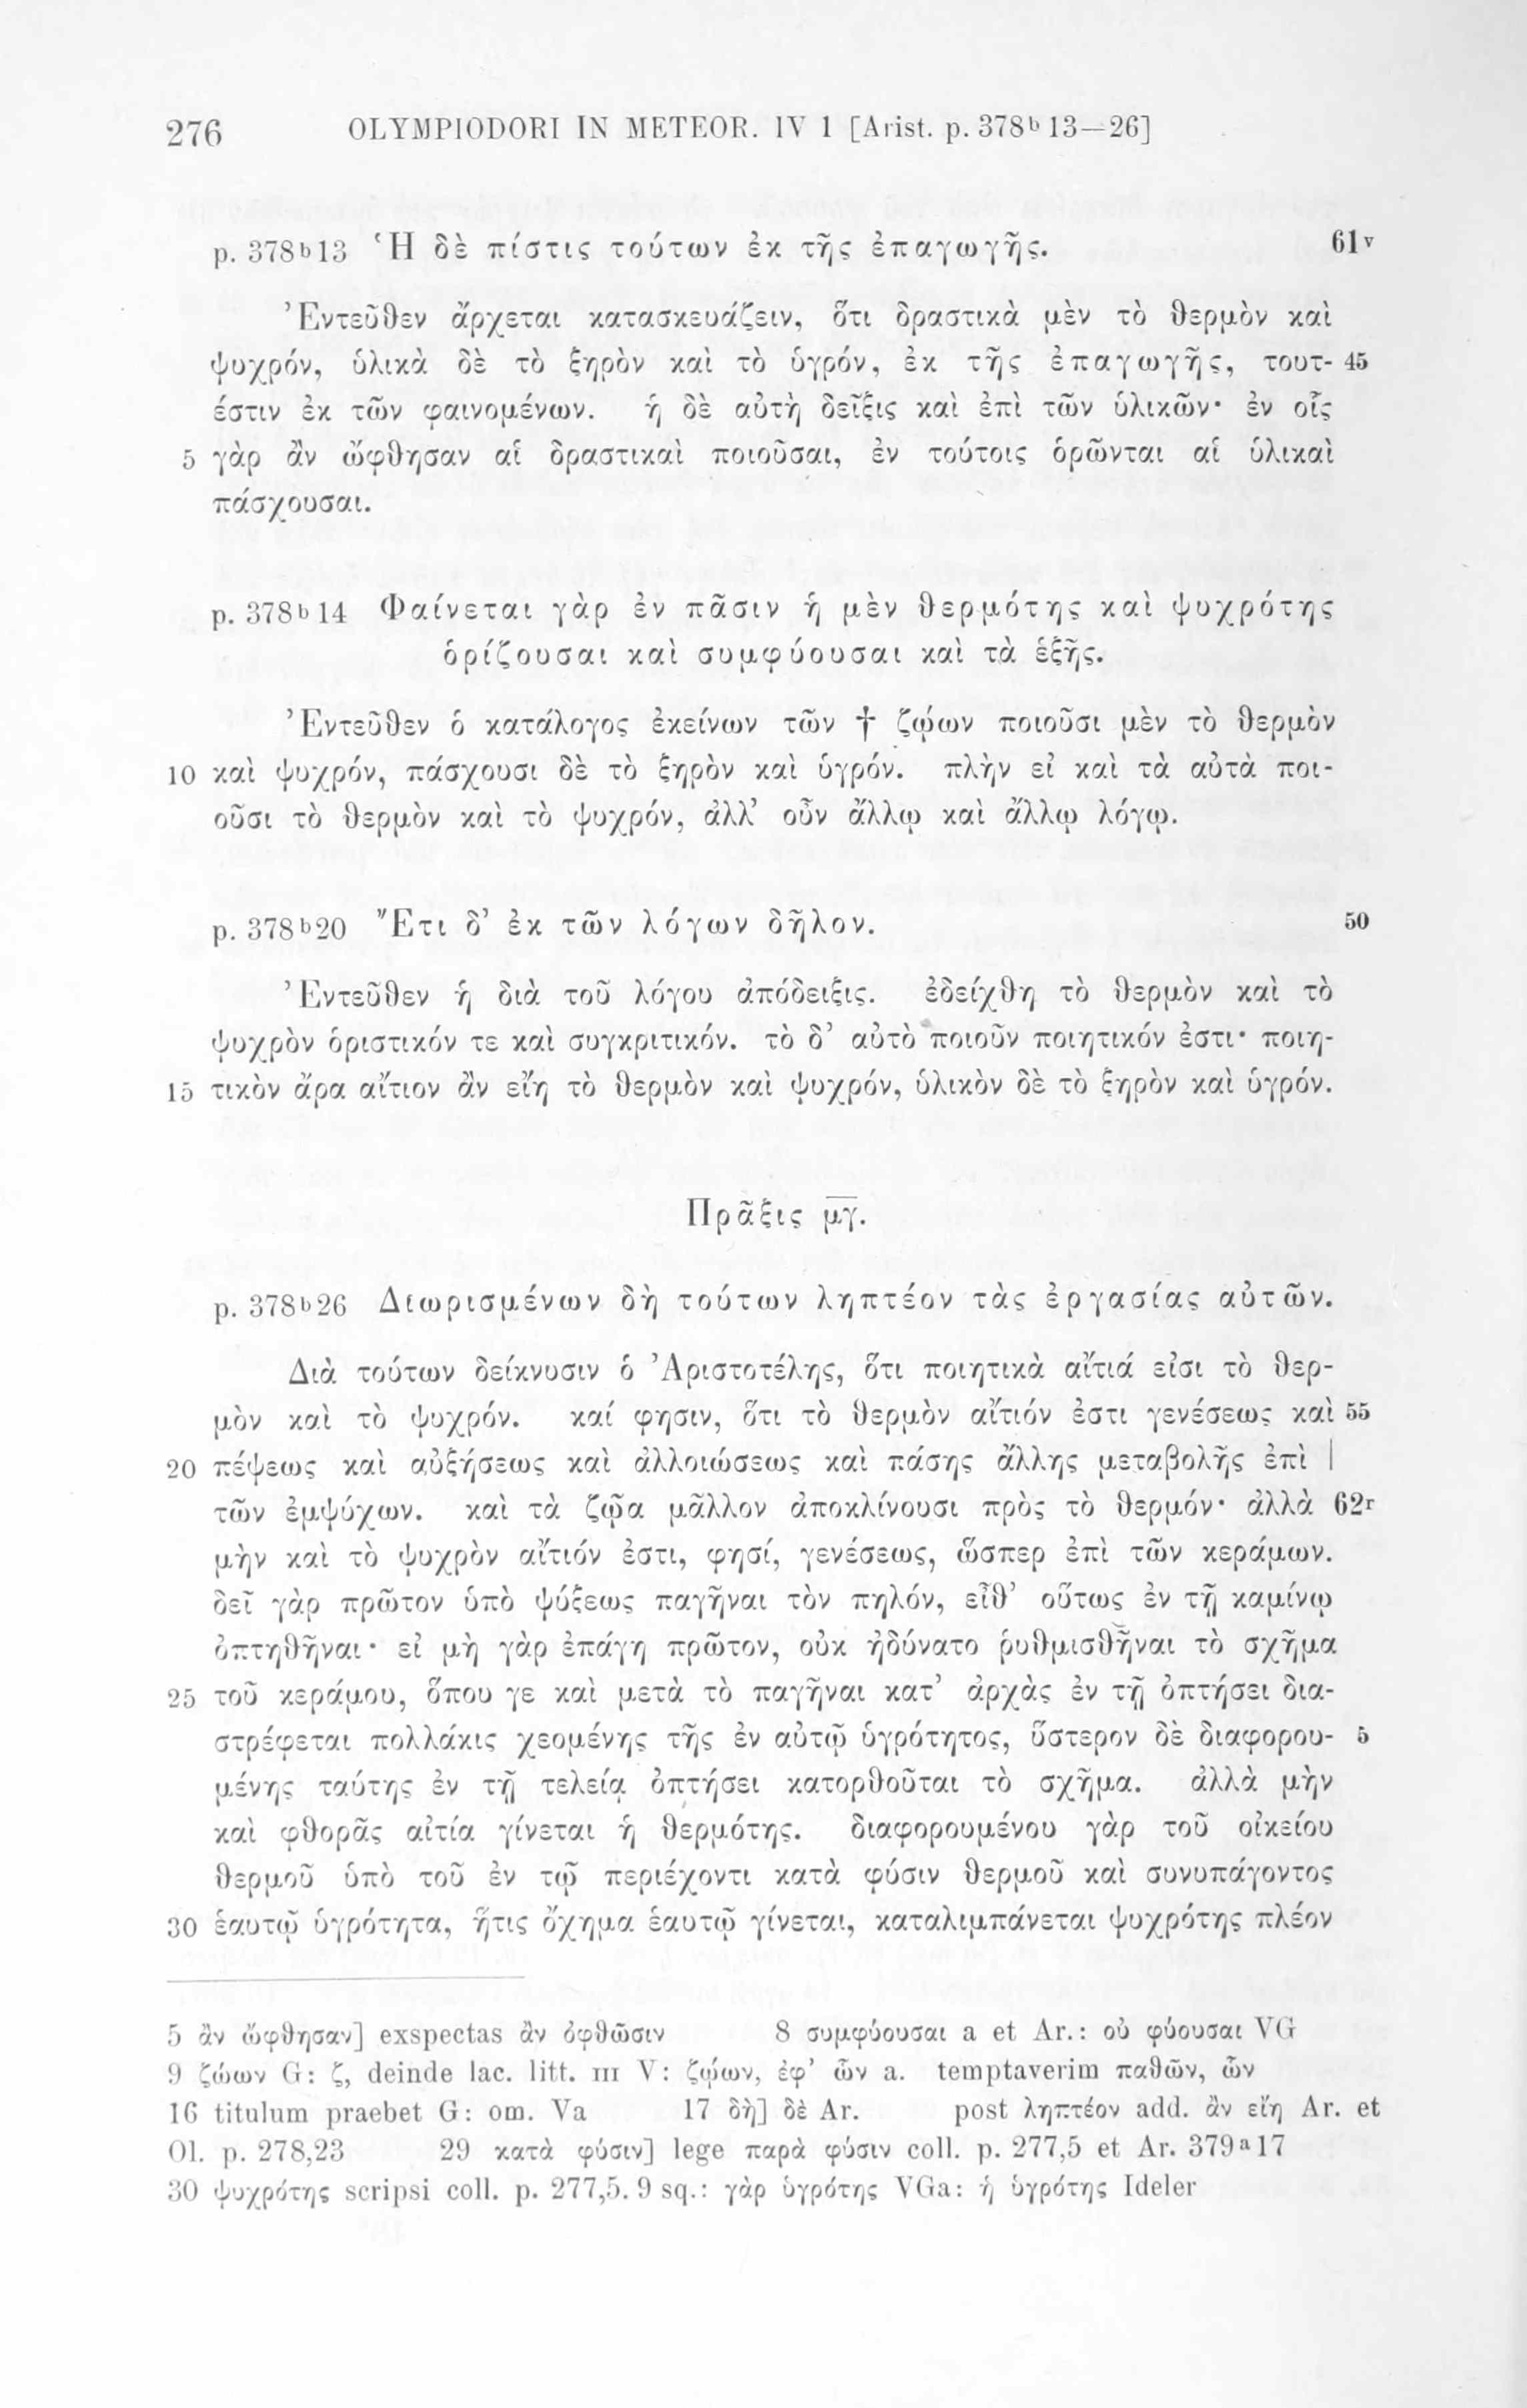 276 OLYMPIODORI IN METEOR. IV 1 [Arist. p. 378ᵇ 13—26]
p. 378ᵇ13 Ἡ δὲ πίστις τούτων ἐκ τῆς ἐπαγωγῆς. 61ᵛ
Ἐντεῦθεν ἄρχεται κατασκευάζειν, ὅτι δραστικὰ μὲν τὸ θερμὸν καὶ
ψυχρόν, ὑλικὰ δὲ τὸ ξηρὸν καὶ τὸ ὑγρόν, ἐκ τῆς ἐπαγωγῆς, τουτ- 45
έστιν ἐκ τῶν φαινομένων. ἡ δὲ αὐτὴ δεῖξις καὶ ἐπὶ τῶν ὑλικῶν· ἐν οἷς
5 γὰρ ἂν ὤφθησαν αἱ δραστικαὶ ποιοῦσαι, ἐν τούτοις ὁρῶνται αἱ ὑλικαὶ
πάσχουσαι.
p. 378ᵇ14 Φαίνεται γὰρ ἐν πᾶσιν ἡ μὲν θερμότης καὶ ψυχρότης
ὁρίζουσαι καὶ συμφύουσαι καὶ τὰ ἑξῆς.
Ἐντεῦθεν ὁ κατάλογος ἐκείνων τῶν † ζῴων ποιοῦσι μὲν τὸ θερμὸν
10 καὶ ψυχρόν, πάσχουσι δὲ τὸ ξηρὸν καὶ ὑγρόν. πλὴν εἰ καὶ τὰ αὐτὰ ποι-
οῦσι τὸ θερμὸν καὶ τὸ ψυχρόν, ἀλλ’ οὖν ἄλλῳ καὶ ἄλλῳ λόγῳ.
p. 378ᵇ20 Ἔτι δ’ ἐκ τῶν λόγων δῆλον. 50
Ἐντεῦθεν ἡ διὰ τοῦ λόγου ἀπόδειξις. ἐδείχθη τὸ θερμὸν καὶ τὸ
ψυχρὸν ὁριστικόν τε καὶ συγκριτικόν. τὸ δ’ αὐτὸ ποιοῦν ποιητικόν ἐστι· ποιη-
15 τικὸν ἄρα αἴτιον ἂν εἴη τὸ θερμὸν καὶ ψυχρόν, ὑλικὸν δὲ τὸ ξηρὸν καὶ ὑγρόν.
Πρᾶξις μ̅γ̅.
p. 378ᵇ26 Διωρισμένων δὴ τούτων ληπτέον τὰς ἐργασίας αὐτῶν.
Διὰ τούτων δείκνυσιν ὁ Ἀριστοτέλης, ὅτι ποιητικὰ αἴτιά εἰσι τὸ θερ-
μὸν καὶ τὸ ψυχρόν. καί φησιν, ὅτι τὸ θερμὸν αἴτιόν ἐστι γενέσεως καὶ 55
20 πέψεως καὶ αὐξήσεως καὶ ἀλλοιώσεως καὶ πάσης ἄλλης μεταβολῆς ἐπὶ |
τῶν ἐμψύχων. καὶ τὰ ζῷα μᾶλλον ἀποκλίνουσι πρὸς τὸ θερμόν· ἀλλὰ 62ʳ
μὴν καὶ τὸ ψυχρὸν αἴτιόν ἐστι, φησί, γενέσεως, ὥσπερ ἐπὶ τῶν κεράμων.
δεῖ γὰρ πρῶτον ὑπὸ ψύξεως παγῆναι τὸν πηλόν, εἶθ’ οὕτως ἐν τῇ καμίνῳ
ὀπτηθῆναι· εἰ μὴ γὰρ ἐπάγη πρῶτον, οὐκ ἠδύνατο ῥυθμισθῆναι τὸ σχῆμα
25 τοῦ κεράμου, ὅπου γε καὶ μετὰ τὸ παγῆναι κατ’ ἀρχὰς ἐν τῇ ὀπτήσει δια-
στρέφεται πολλάκις χεομένης τῆς ἐν αὐτῷ ὑγρότητος, ὕστερον δὲ διαφορου- 5
μένης ταύτης ἐν τῇ τελείᾳ ὀπτήσει κατορθοῦται τὸ σχῆμα. ἀλλὰ μὴν
καὶ φθορᾶς αἰτία γίνεται ἡ θερμότης. διαφορουμένου γὰρ τοῦ οἰκείου
θερμοῦ ὑπὸ τοῦ ἐν τῷ περιέχοντι κατὰ φύσιν θερμοῦ καὶ συνυπάγοντος
30 ἑαυτῷ ὑγρότητα, ἥτις ὄχημα ἑαυτῷ γίνεται, καταλιμπάνεται ψυχρότης πλέον
5 ἂν ὤφθησαν] exspectas ἂν ὀφθῶσιν 8 συμφύουσαι a et Ar.: οὐ φύουσαι VG
9 ζώων G: ζ, deinde lac. litt. III V: ζῴων, ἐφ’ ὧν a. temptaverim παθῶν, ὧν
16 titulum praebet G: om. Va 17 δὴ] δὲ Ar. post ληπτέον add. ἂν εἴη Ar. et
Ol. p. 278,23 29 κατὰ φύσιν] lege παρὰ φύσιν coll. p. 277,5 et Ar. 379ᵃ17
30 ψυχρότης scripsi coll. p. 277,5. 9 sq.: γὰρ ὑγρότης VGa: ἡ ὑγρότης Ideler